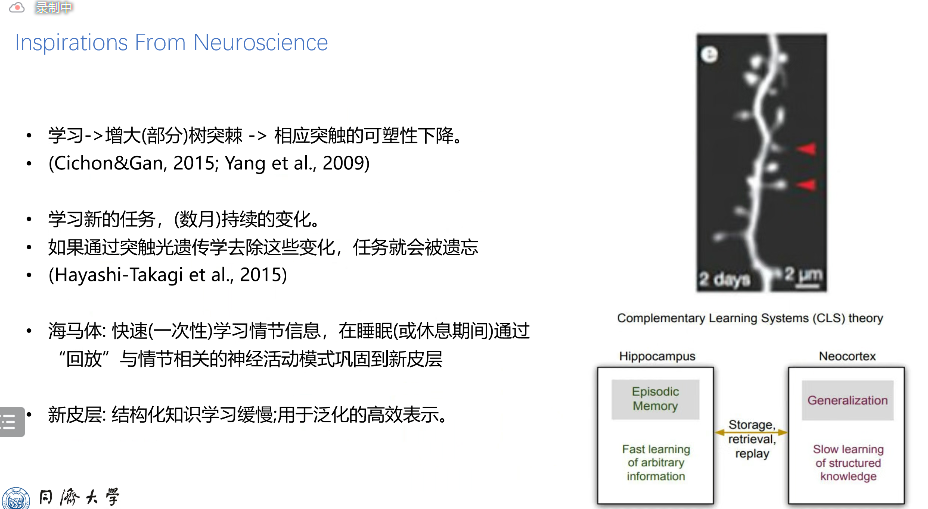 录制中
Inspirations From Neuroscience
• 学习->增大(部分)树突棘 -> 相应突触的可塑性下降。
• (Cichon&Gan, 2015; Yang et al., 2009)
• 学习新的任务，(数月)持续的变化。
• 如果通过突触光遗传学去除这些变化，任务就会被遗忘
• (Hayashi-Takagi et al., 2015)
• 海马体: 快速(一次性)学习情节信息，在睡眠(或休息期间)通过
“回放”与情节相关的神经活动模式巩固到新皮层
• 新皮层: 结构化知识学习缓慢;用于泛化的高效表示。
同濟大學
e
2 days
2 μm
Complementary Learning Systems (CLS) theory
Hippocampus
Episodic
Memory
Fast learning
of arbitrary
information
Storage,
retrieval,
replay
Neocortex
Generalization
Slow learning
of structured
knowledge